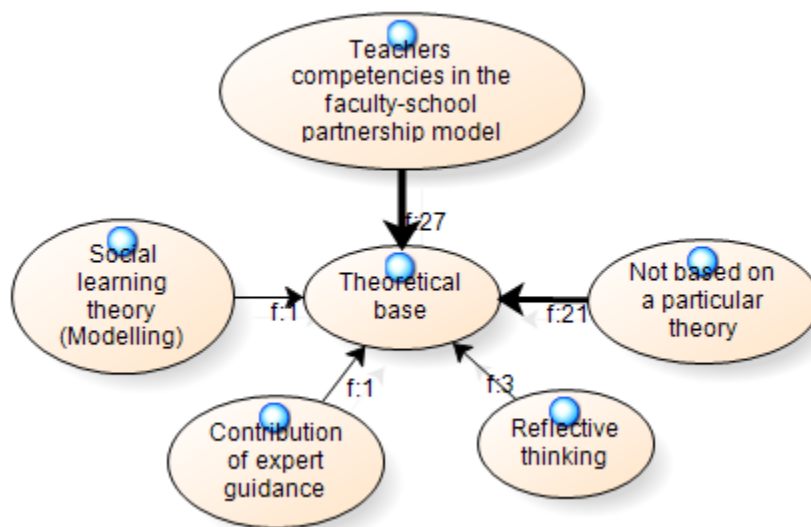 Teachers
competencies in the
faculty-school
partnership model
f:27
Social
learning
theory
(Modelling)
f:1
Theoretical
base
f:21
Not based on
a particular
theory
f:1
Contribution
of expert
guidance
f:3
Reflective
thinking